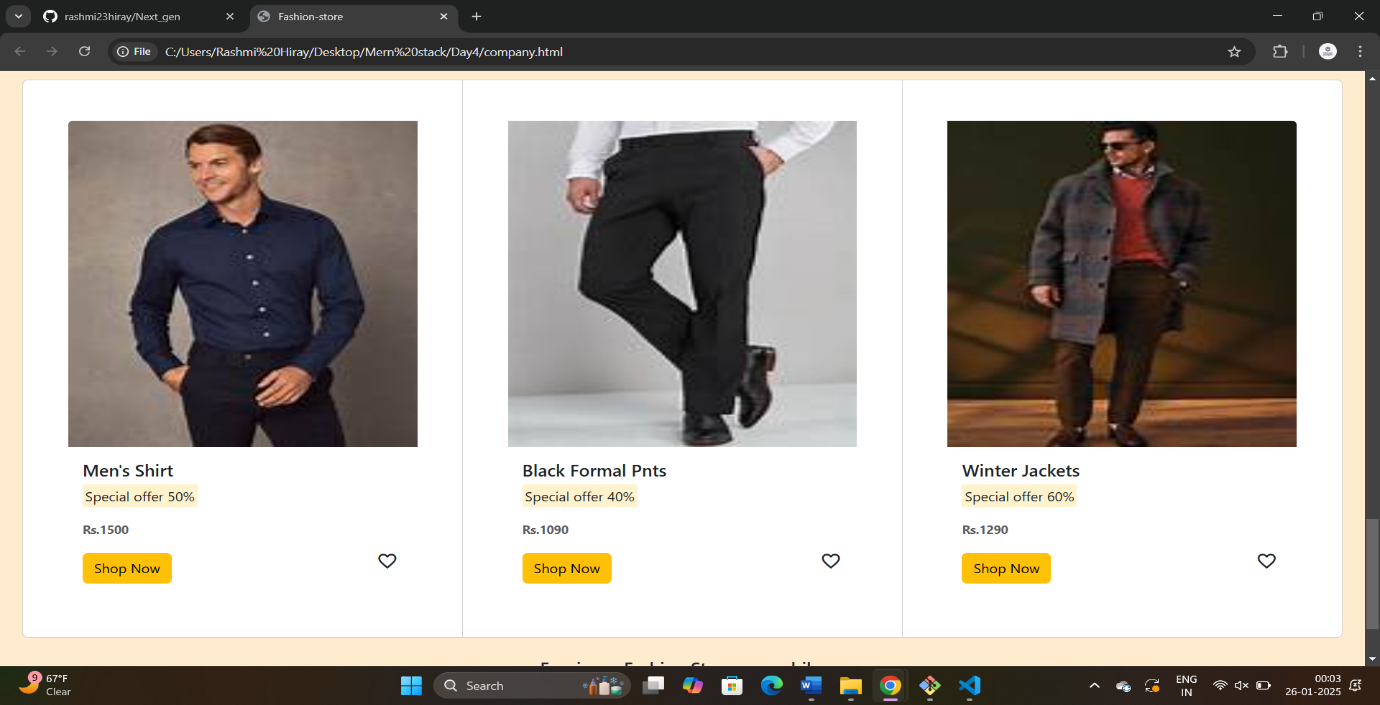 rashmi23hiray/Next_gen
Fashion-store
File
C:/Users/Rashmi%20Hiray/Desktop/Mern%20stack/Day4/company.html
Men's Shirt
Special offer 50%
Rs.1500
Shop Now
Black Formal Pnts
Special offer 40%
Rs.1090
Shop Now
Winter Jackets
Special offer 60%
Rs.1290
Shop Now
9
67°F
Clear
Search
ENG
IN
00:03
26-01-2025